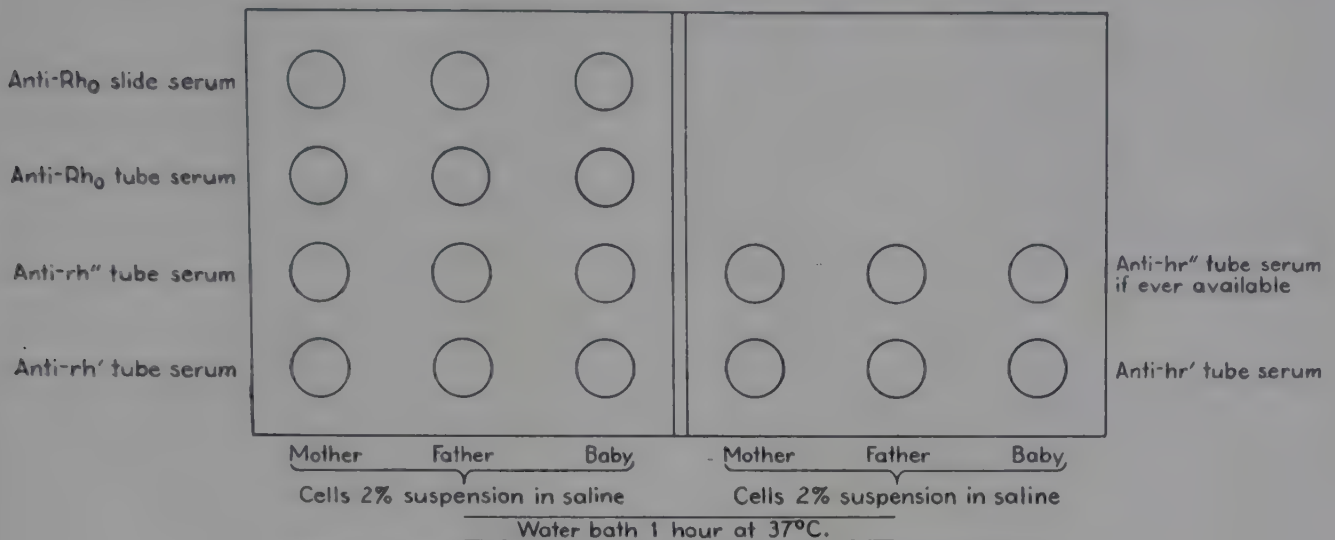 Anti-Rh₀ slide serum
Anti-Rh₀ tube serum
Anti-rh″ tube serum
Anti-hr″ tube serum
if ever available
Anti-rh′ tube serum
Anti-hr′ tube serum
Mother Father Baby
Mother Father Baby
Cells 2% suspension in saline
Cells 2% suspension in saline
Water bath 1 hour at 37°C.